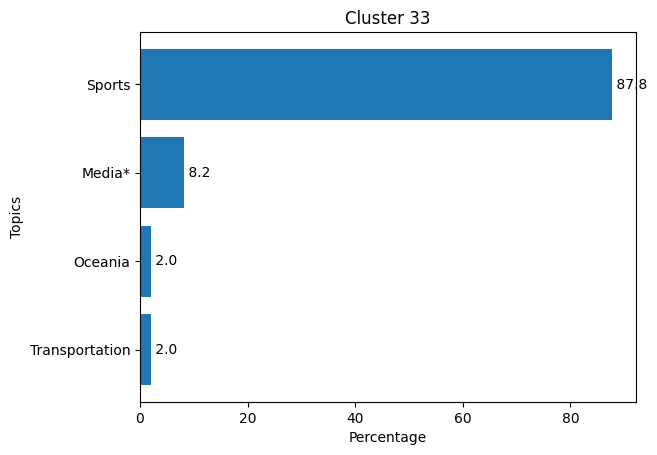 Cluster 33
Topics
Sports
87.8
Media*
8.2
Oceania
2.0
Transportation
2.0
0
20
40
60
80
Percentage